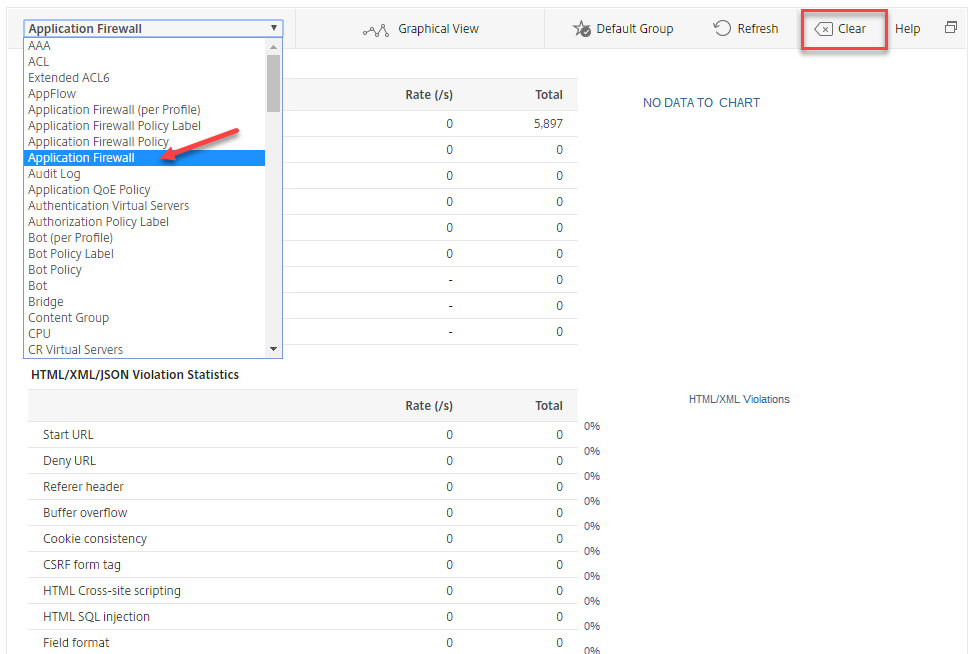 Application Firewall ▼ Graphical View Default Group Refresh Clear Help
AAA
ACL
Extended ACL6
AppFlow
Application Firewall (per Profile)
Application Firewall Policy Label
Application Firewall Policy
Application Firewall
Audit Log
Application QoE Policy
Authentication Virtual Servers
Authorization Policy Label
Bot (per Profile)
Bot Policy Label
Bot Policy
Bot
Bridge
Content Group
CPU
CR Virtual Servers
Rate (/s) Total
0 5,897
0 0
0 0
0 0
0 0
0 0
- 0
- 0
- 0
NO DATA TO CHART
HTML/XML/JSON Violation Statistics
Rate (/s) Total
Start URL 0 0
Deny URL 0 0
Referer header 0 0
Buffer overflow 0 0
Cookie consistency 0 0
CSRF form tag 0 0
HTML Cross-site scripting 0 0
HTML SQL injection 0 0
Field format 0 0
HTML/XML Violations
0%
0%
0%
0%
0%
0%
0%
0%
0%
0%